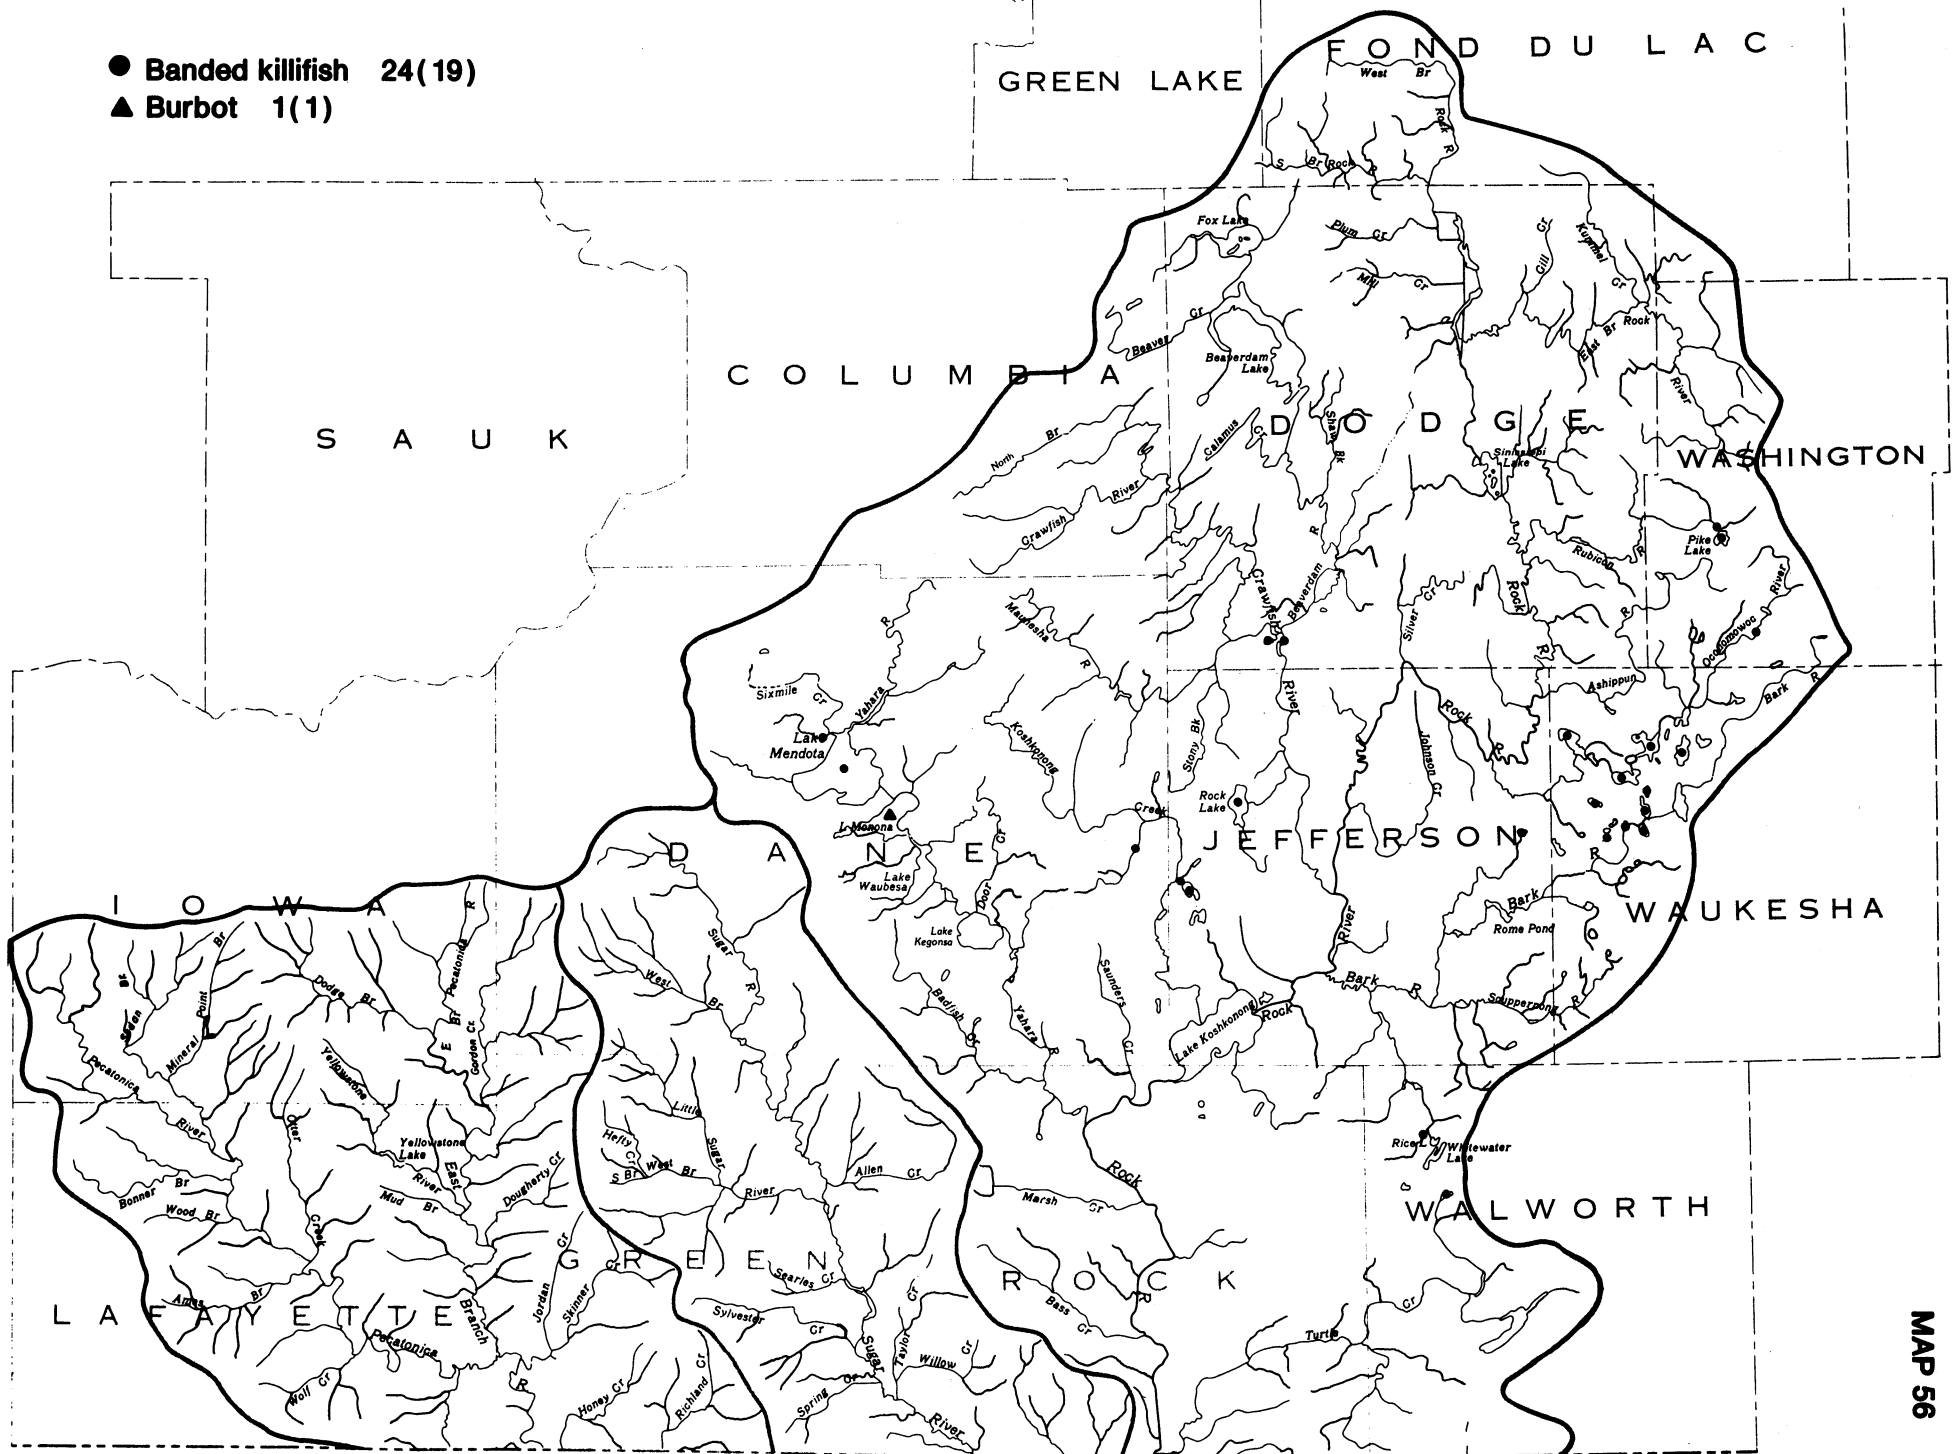 Banded killifish 24(19)
Burbot 1(1)
FOND DU LAC
GREEN LAKE
West Br
Rock R
S Br Rock R
Fox Lake
Plum Cr
Gill Cr
Kummel Cr
Mill Cr
Beaver Cr
East Br Rock River
Beaverdam Lake
COLUMBIA
SAUK
DODGE
Calamus Cr
Shaw Bk
North Br
Sinissippi Lake
WASHINGTON
Crawfish River
Pike Lake
Rubicon R
Crawfish
Beaverdam R
Rock
Silver Cr
Maunesha R
River
Oconomowoc River
Sixmile Cr
Yahara R
Ashippun R
Bark R
Rock R
Stony Bk
Johnson Cr
Koshkonong Creek
Lake Mendota
Rock Lake
L Monona
JEFFERSON
DANE
Lake Waubesa
Door Cr
Bark R
WAUKESHA
IOWA
Rome Pond
Lake Kegonsa
Sugar R
West Br
Pecatonica R
E Br
Gordon Cr
Dodge Br
Mineral Point Br
River
Bark R
Scupperpong R
Saunders Cr
Badfish Cr
Yahara R
Lake Koshkonong
Rock
Pecatonica River
Yellowstone
Otter Creek
Little Sugar
Hefty Cr
S Br West Br
River
Allen Cr
Yellowstone Lake
River
East
Dougherty Cr
Rice L
Whitewater Lake
Rock
Marsh Cr
Bonner Br
Wood Br
Mud Br
WALWORTH
GREEN
Searles Cr
ROCK
R
Jordan Cr
Skinner Cr
Ames Br
LAFAYETTE
Branch
Sylvester Cr
Sugar
Taylor Cr
Bass Cr
Turtle Cr
Pecatonica R
Willow Cr
Wolf Cr
Honey Cr
Richland Cr
Spring Cr
River
MAP 56